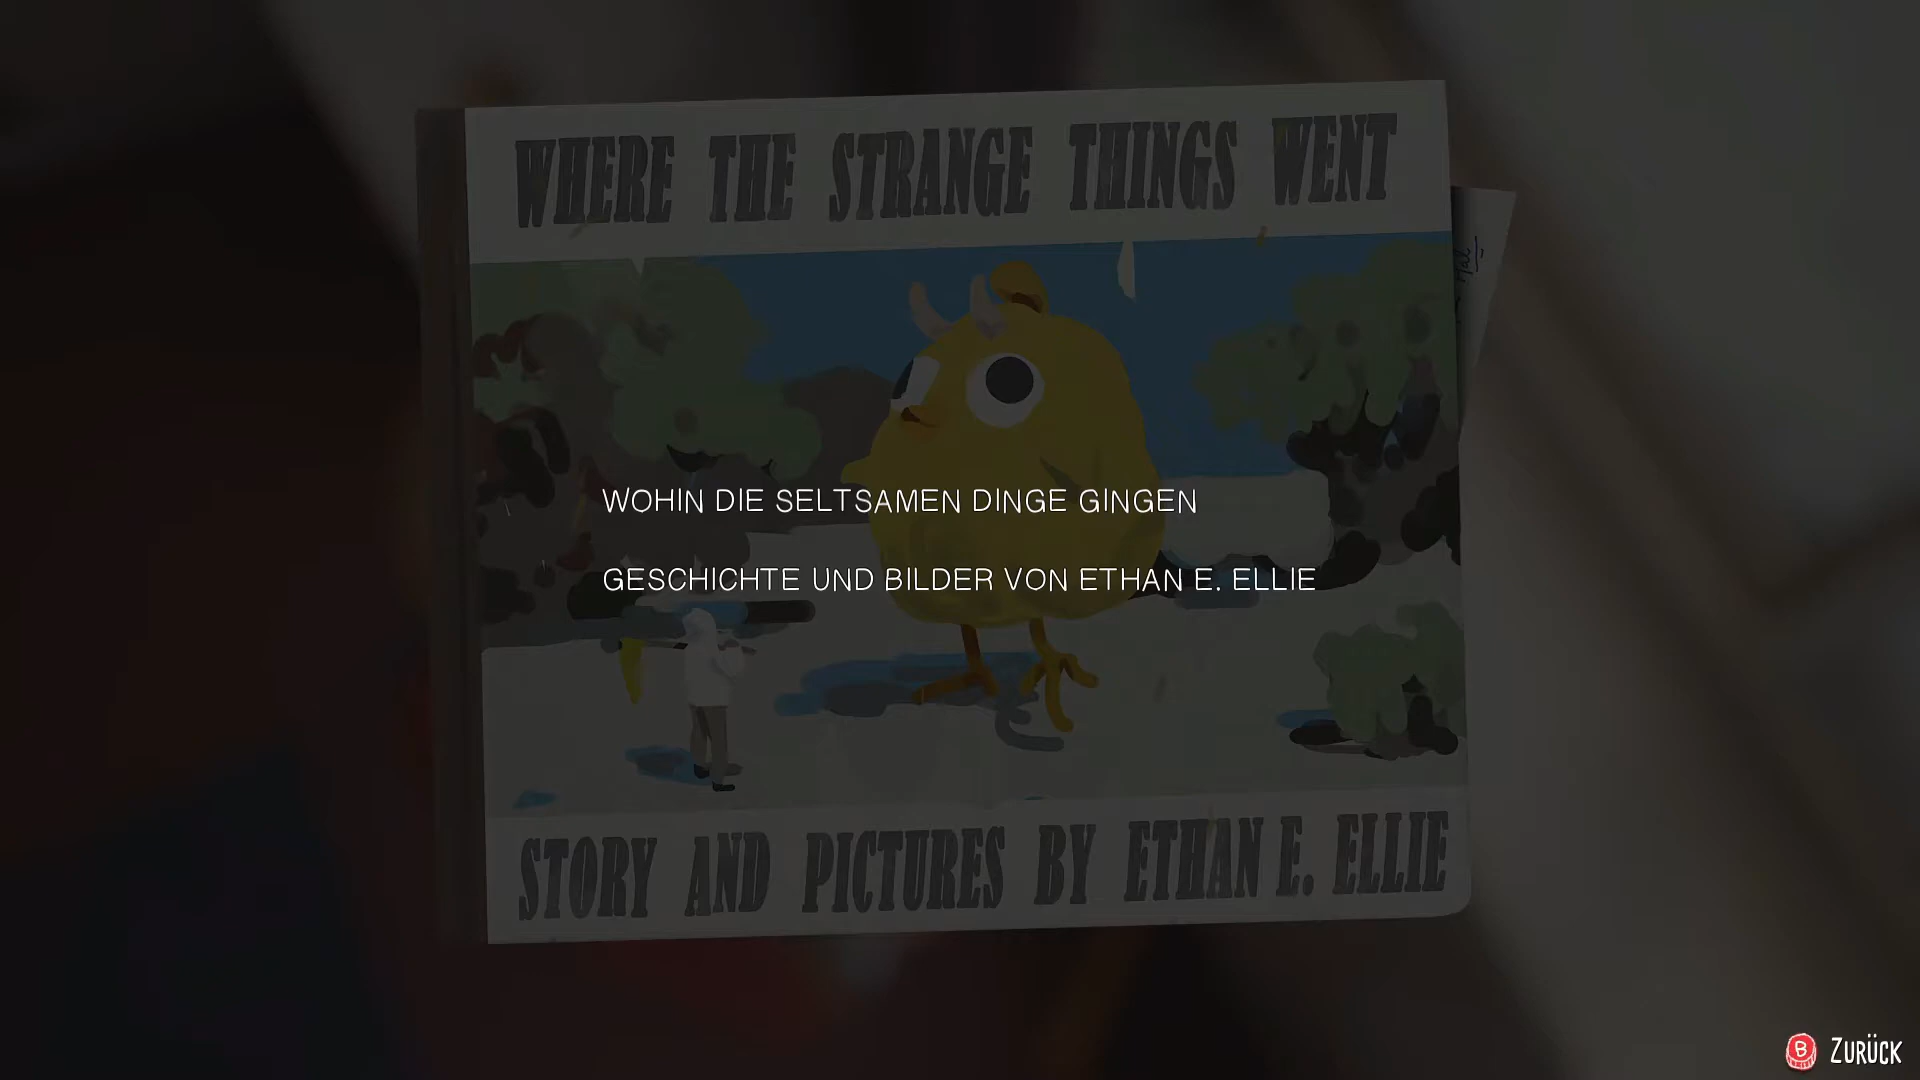 WHERE THE STRANGE THINGS WENT
Hal
WOHIN DIE SELTSAMEN DINGE GINGEN
GESCHICHTE UND BILDER VON ETHAN E. ELLIE
STORY AND PICTURES BY ETHAN E. ELLIE
B ZURÜCK